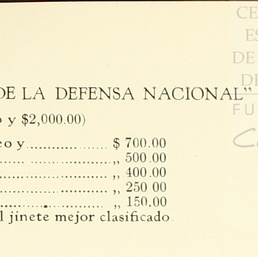 CE
ES
DE
D
FU
DE LA DEFENSA NACIONAL"
o y $2,000.00)
eo y .................. $ 700.00
........................ ,, 500.00
........................ ,, 400.00
........................ ,, 250 00
........................ ,, 150.00
l jinete mejor clasificado